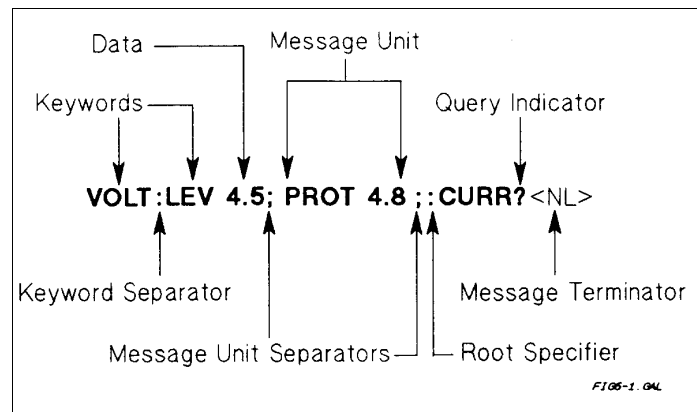 Data
Message Unit
Keywords
Query Indicator
VOLT:LEV 4.5; PROT 4.8 ;:CURR?<NL>
Keyword Separator
Message Terminator
Message Unit Separators
Root Specifier
FIG6-1.GAL